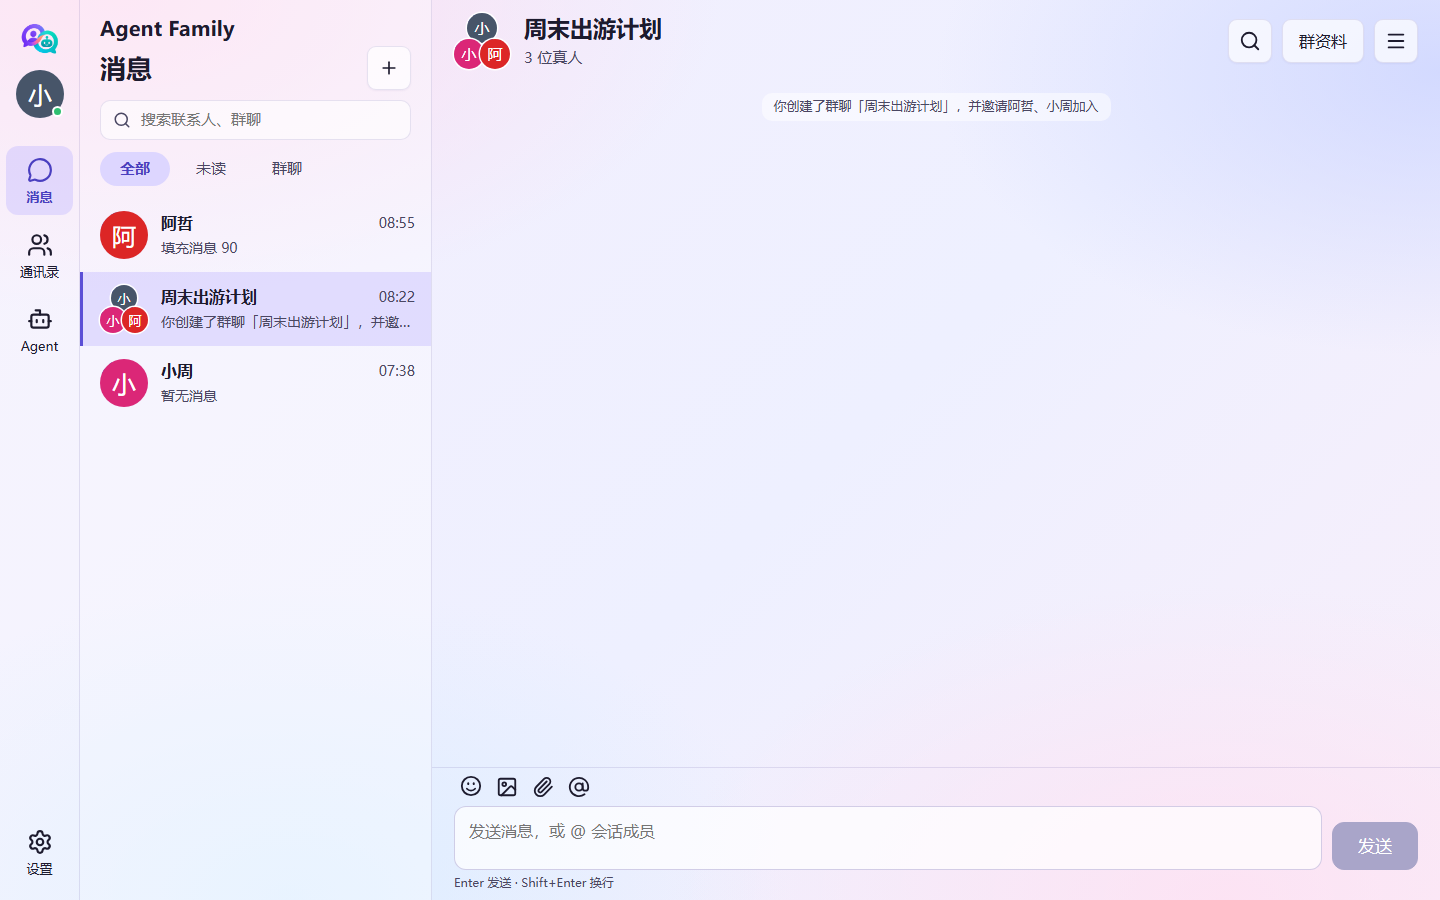 小
消息
通讯录
Agent
设置
Agent Family
消息
搜索联系人、群聊
全部
未读
群聊
阿
阿哲
08:55
填充消息 90
小
小
阿
周末出游计划
08:22
你创建了群聊「周末出游计划」，并邀...
小
小周
07:38
暂无消息
小
小
阿
周末出游计划
3 位真人
群资料
你创建了群聊「周末出游计划」，并邀请阿哲、小周加入
发送消息，或 @ 会话成员
发送
Enter 发送 · Shift+Enter 换行